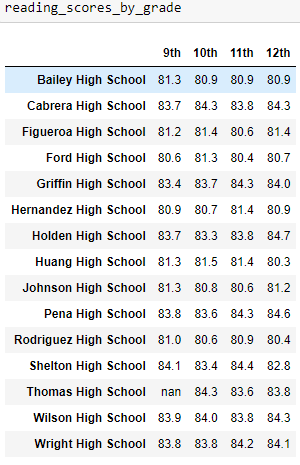 reading_scores_by_grade
9th 10th 11th 12th
Bailey High School 81.3 80.9 80.9 80.9
Cabrera High School 83.7 84.3 83.8 84.3
Figueroa High School 81.2 81.4 80.6 81.4
Ford High School 80.6 81.3 80.4 80.7
Griffin High School 83.4 83.7 84.3 84.0
Hernandez High School 80.9 80.7 81.4 80.9
Holden High School 83.7 83.3 83.8 84.7
Huang High School 81.3 81.5 81.4 80.3
Johnson High School 81.3 80.8 80.6 81.2
Pena High School 83.8 83.6 84.3 84.6
Rodriguez High School 81.0 80.6 80.9 80.4
Shelton High School 84.1 83.4 84.4 82.8
Thomas High School nan 84.3 83.6 83.8
Wilson High School 83.9 84.0 83.8 84.3
Wright High School 83.8 83.8 84.2 84.1